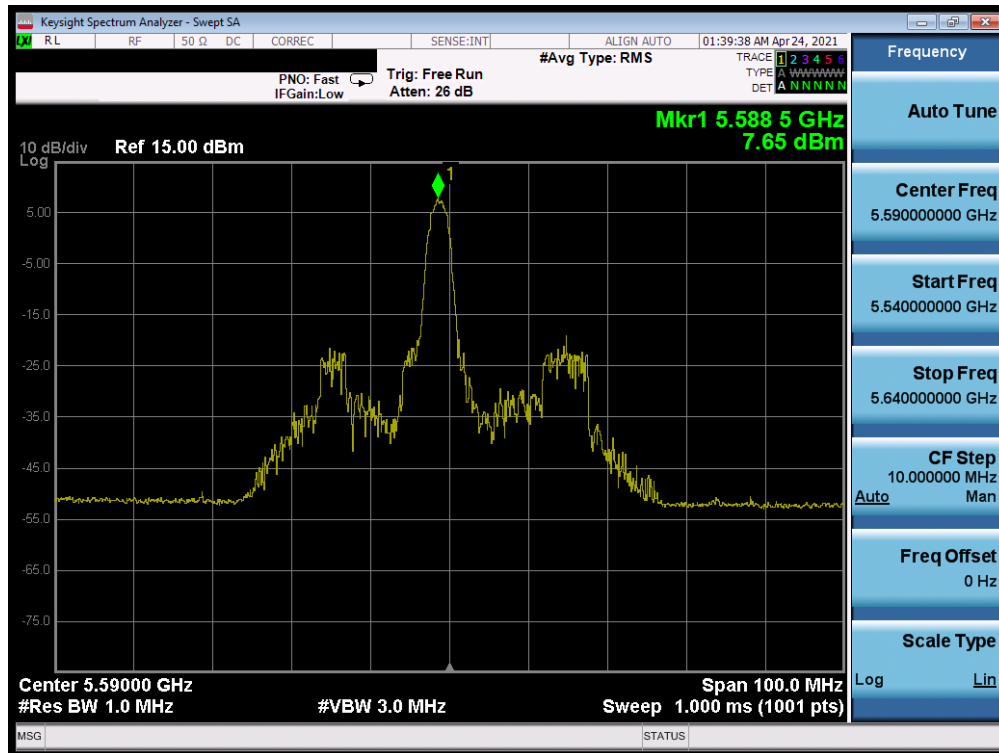 Keysight Spectrum Analyzer - Swept SA
LXI RL RF 50 Ω DC CORREC SENSE:INT ALIGN AUTO 01:39:38 AM Apr 24, 2021
#Avg Type: RMS
TRACE 1 2 3 4 5 6
PNO: Fast Trig: Free Run
TYPE A WWWWW
IFGain:Low Atten: 26 dB
DET A N N N N N
Mkr1 5.588 5 GHz
7.65 dBm
10 dB/div Ref 15.00 dBm
Log
1
5.00
-5.00
-15.0
-25.0
-35.0
-45.0
-55.0
-65.0
-75.0
Center 5.59000 GHz Span 100.0 MHz
#Res BW 1.0 MHz #VBW 3.0 MHz Sweep 1.000 ms (1001 pts)
MSG STATUS
Frequency
Auto Tune
Center Freq
5.590000000 GHz
Start Freq
5.540000000 GHz
Stop Freq
5.640000000 GHz
CF Step
10.000000 MHz
Auto Man
Freq Offset
0 Hz
Scale Type
Log Lin